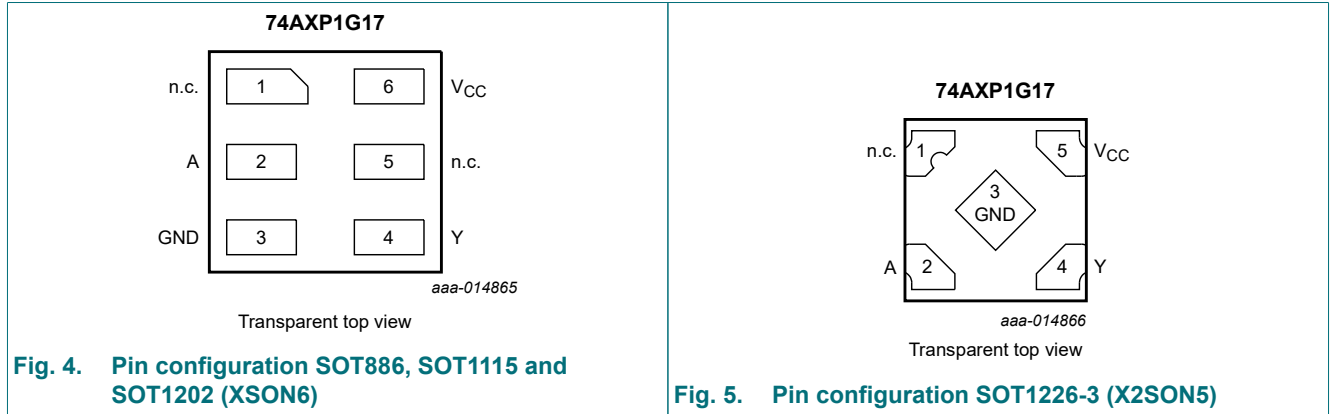 74AXP1G17
n.c. 1 6 VCC
A 2 5 n.c.
GND 3 4 Y
aaa-014865
Transparent top view
Fig. 4. Pin configuration SOT886, SOT1115 and
SOT1202 (XSON6)
74AXP1G17
n.c. 1 5 VCC
3
GND
A 2 4 Y
aaa-014866
Transparent top view
Fig. 5. Pin configuration SOT1226-3 (X2SON5)